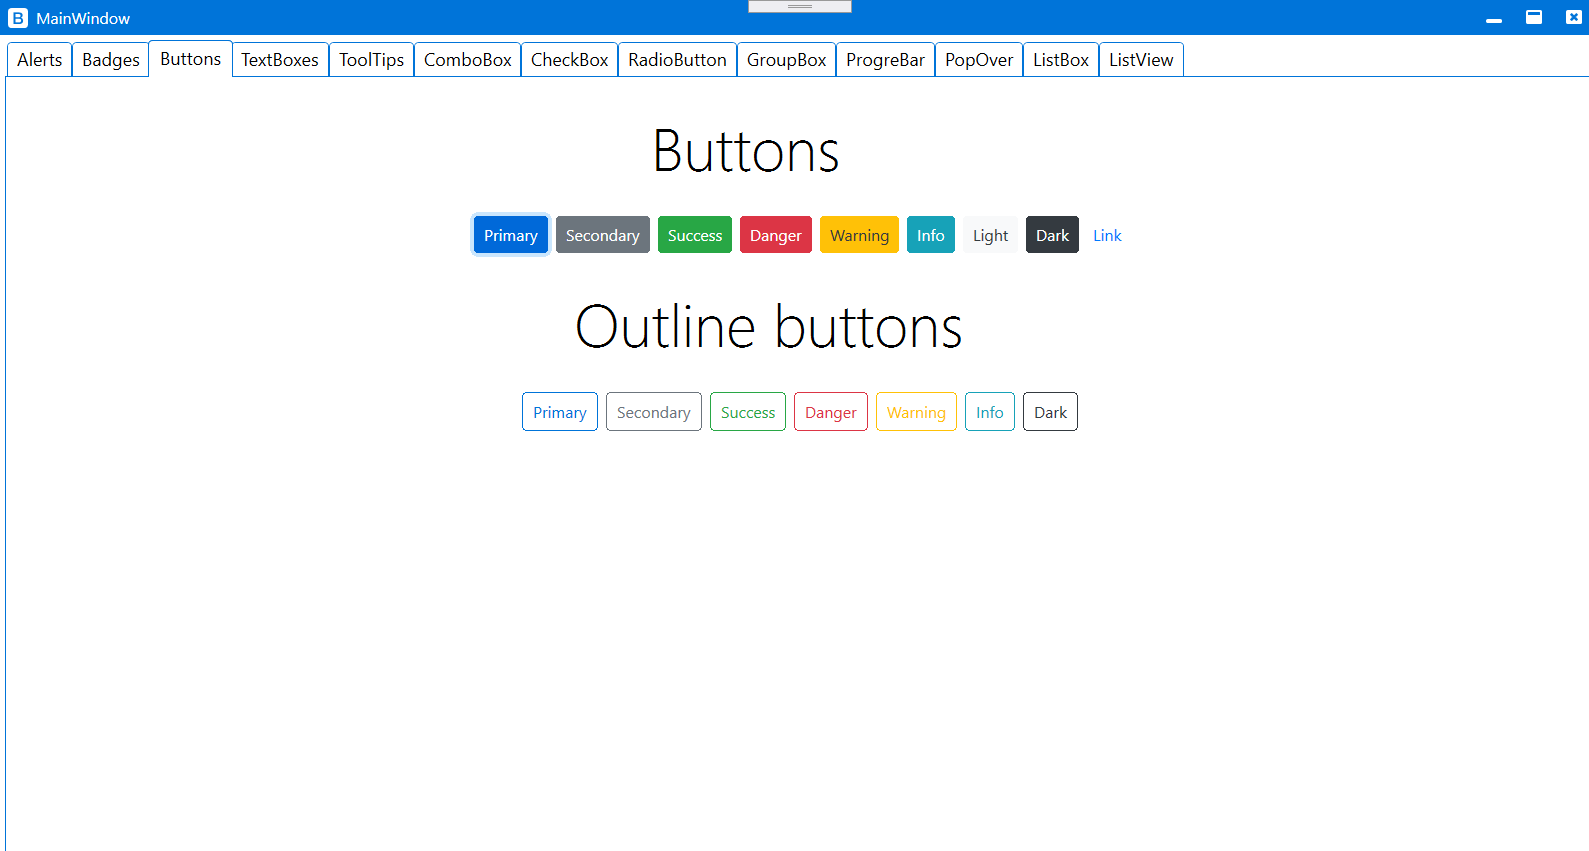 B MainWindow
Alerts Badges Buttons TextBoxes ToolTips ComboBox CheckBox RadioButton GroupBox ProgreBar PopOver ListBox ListView
Buttons
Primary Secondary Success Danger Warning Info Light Dark Link
Outline buttons
Primary Secondary Success Danger Warning Info Dark